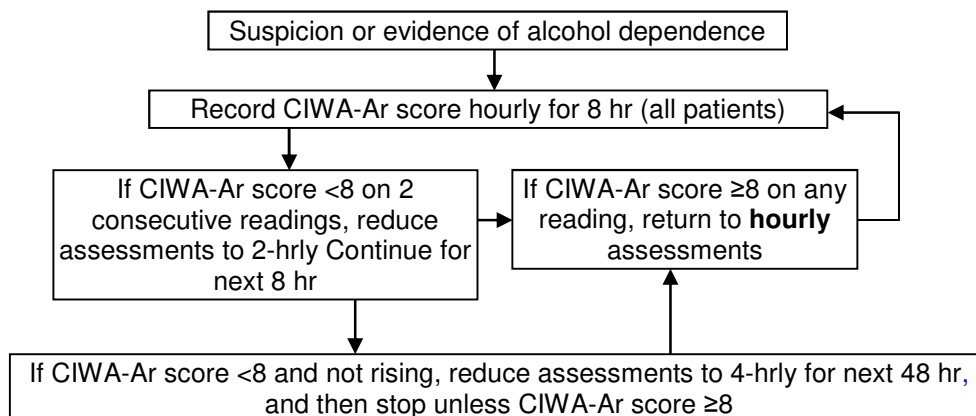 Suspicion or evidence of alcohol dependence
Record CIWA-Ar score hourly for 8 hr (all patients)
If CIWA-Ar score <8 on 2
consecutive readings, reduce
assessments to 2-hrly Continue for
next 8 hr
If CIWA-Ar score ≥8 on any
reading, return to hourly
assessments
If CIWA-Ar score <8 and not rising, reduce assessments to 4-hrly for next 48 hr,
and then stop unless CIWA-Ar score ≥8